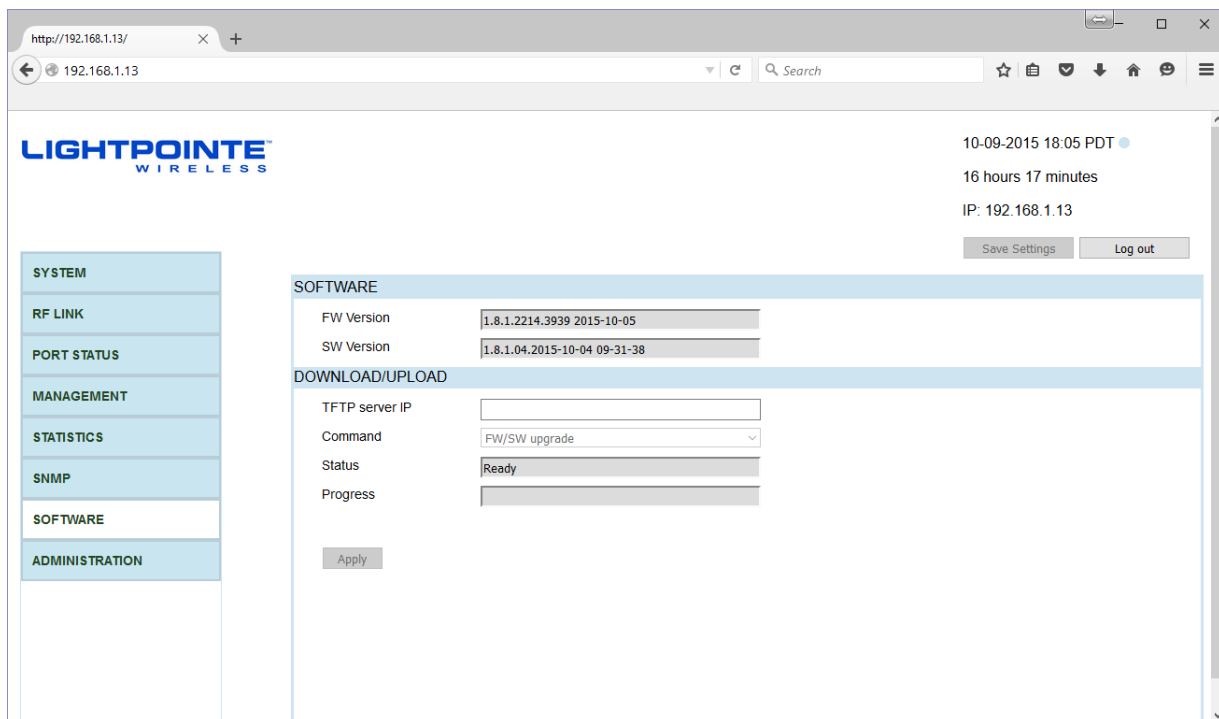 http://192.168.1.13/
192.168.1.13
Search
LIGHTPOINTE™
WIRELESS
10-09-2015 18:05 PDT
16 hours 17 minutes
IP: 192.168.1.13
Save Settings
Log out
SYSTEM
RF LINK
PORT STATUS
MANAGEMENT
STATISTICS
SNMP
SOFTWARE
ADMINISTRATION
SOFTWARE
FW Version 1.8.1.2214.3939 2015-10-05
SW Version 1.8.1.04.2015-10-04 09-31-38
DOWNLOAD/UPLOAD
TFTP server IP
Command FW/SW upgrade
Status Ready
Progress
Apply